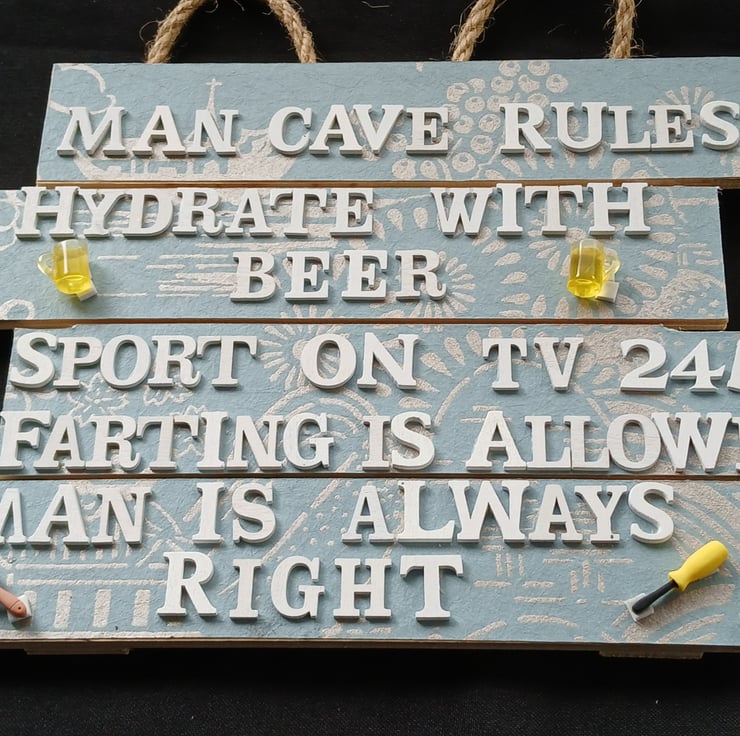 MAN CAVE RULES
HYDRATE WITH
BEER
SPORT ON TV 24/
FARTING IS ALLOW
MAN IS ALWAYS
RIGHT